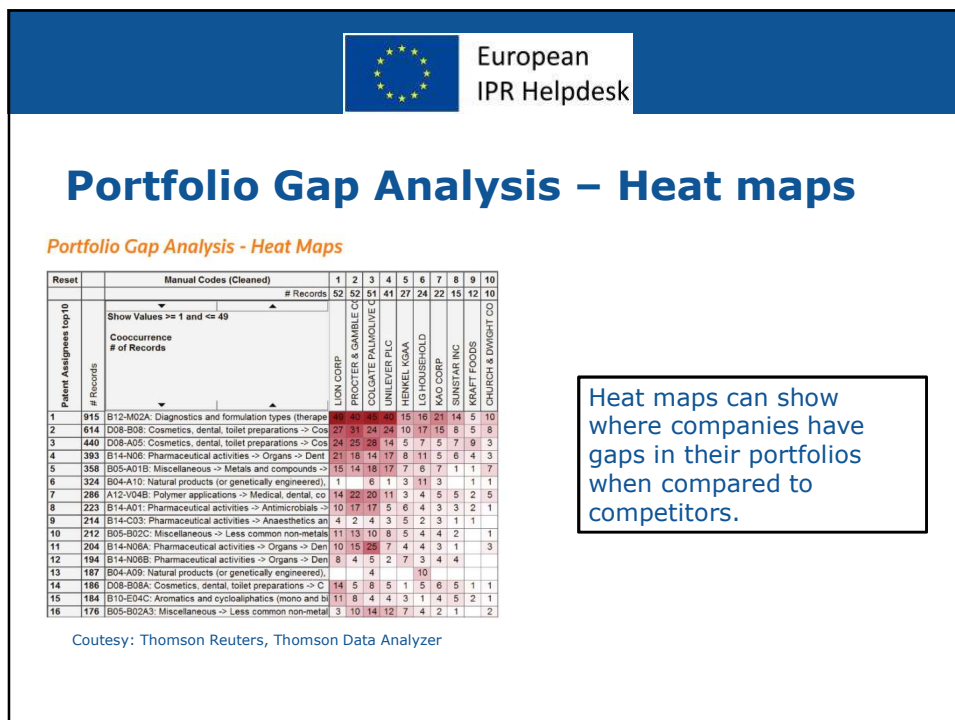 European
IPR Helpdesk
Portfolio Gap Analysis – Heat maps
Portfolio Gap Analysis - Heat Maps
Reset Manual Codes (Cleaned) 1 2 3 4 5 6 7 8 9 10
# Records 52 52 51 41 27 24 22 15 12 10
Patent Assignees top10
# Records
Show Values >= 1 and <= 49
Cooccurrence
# of Records
LION CORP
PROCTER & GAMBLE CO
COLGATE PALMOLIVE C
UNILEVER PLC
HENKEL KGAA
LG HOUSEHOLD
KAO CORP
SUNSTAR INC
KRAFT FOODS
CHURCH & DWIGHT CO
1 915 B12-M02A: Diagnostics and formulation types (therape 40 45 40 15 16 21 14 5 10
2 614 D08-B08: Cosmetics, dental, toilet preparations -> Cos 27 31 24 24 10 17 15 8 5 8
3 440 D08-A05: Cosmetics, dental, toilet preparations -> Cos 24 25 28 14 5 7 5 7 9 3
4 393 B14-N06: Pharmaceutical activities -> Organs -> Dent 21 18 14 17 8 11 5 6 4 3
5 358 B05-A01B: Miscellaneous -> Metals and compounds -> 15 14 18 17 7 6 7 1 1 7
6 324 B04-A10: Natural products (or genetically engineered), 1 6 1 3 11 3 1 1
7 286 A12-V04B: Polymer applications -> Medical, dental, co 14 22 20 11 3 4 5 5 2 5
8 223 B14-A01: Pharmaceutical activities -> Antimicrobials -> 10 17 17 5 6 4 3 3 2 1
9 214 B14-C03: Pharmaceutical activities -> Anaesthetics an 4 2 4 3 5 2 3 1 1
10 212 B05-B02C: Miscellaneous -> Less common non-metals 11 13 10 8 5 4 4 2 1
11 204 B14-N06A: Pharmaceutical activities -> Organs -> Den 10 15 25 7 4 4 3 1 3
12 194 B14-N06B: Pharmaceutical activities -> Organs -> Den 8 4 5 2 7 3 4 4
13 187 B04-A09: Natural products (or genetically engineered), 4 10
14 186 D08-B08A: Cosmetics, dental, toilet preparations -> C 14 5 8 5 1 5 6 5 1 1
15 184 B10-E04C: Aromatics and cycloaliphatics (mono and bi 11 8 4 4 3 1 4 5 2 1
16 176 B05-B02A3: Miscellaneous -> Less common non-metal 3 10 14 12 7 4 2 1 2
Coutesy: Thomson Reuters, Thomson Data Analyzer
Heat maps can show
where companies have
gaps in their portfolios
when compared to
competitors.